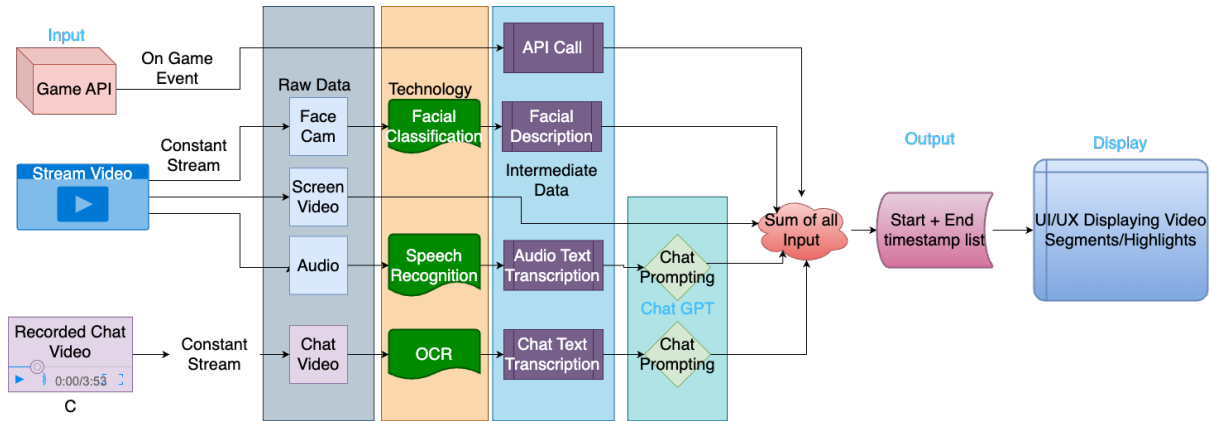 Input
Game API
On Game
Event
API Call
Raw Data
Technology
Face
Cam
Facial
Classification
Facial
Description
Constant
Stream
Stream Video
Screen
Video
Intermediate
Data
Audio
Speech
Recognition
Audio Text
Transcription
Chat
Prompting
Chat GPT
Recorded Chat
Video
0:00/3:53
C
Constant
Stream
Chat
Video
OCR
Chat Text
Transcription
Chat
Prompting
Sum of all
Input
Output
Start + End
timestamp list
Display
UI/UX Displaying Video
Segments/Highlights